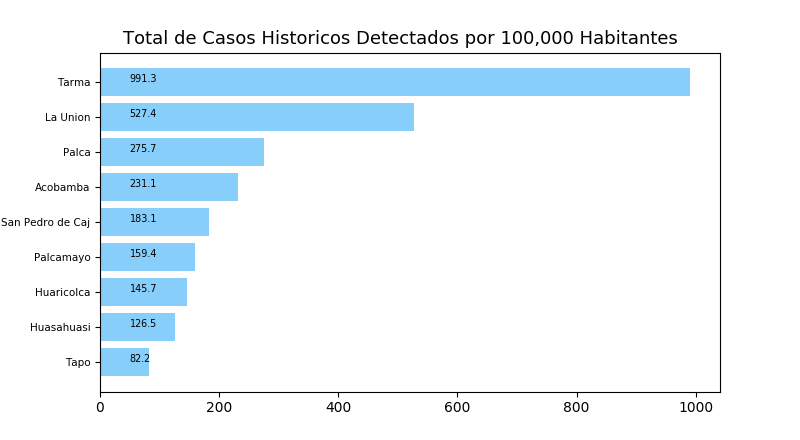 Total de Casos Historicos Detectados por 100,000 Habitantes
Tarma 991.3
La Union 527.4
Palca 275.7
Acobamba 231.1
San Pedro de Caj 183.1
Palcamayo 159.4
Huaricolca 145.7
Huasahuasi 126.5
Tapo 82.2
0 200 400 600 800 1000